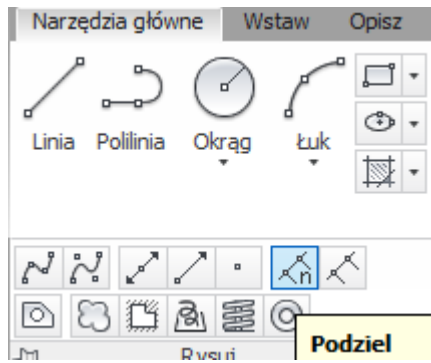 Narzędzia główne Wstaw Opisz
Linia Polilinia Okrąg Łuk
n
Rysuj
Podziel